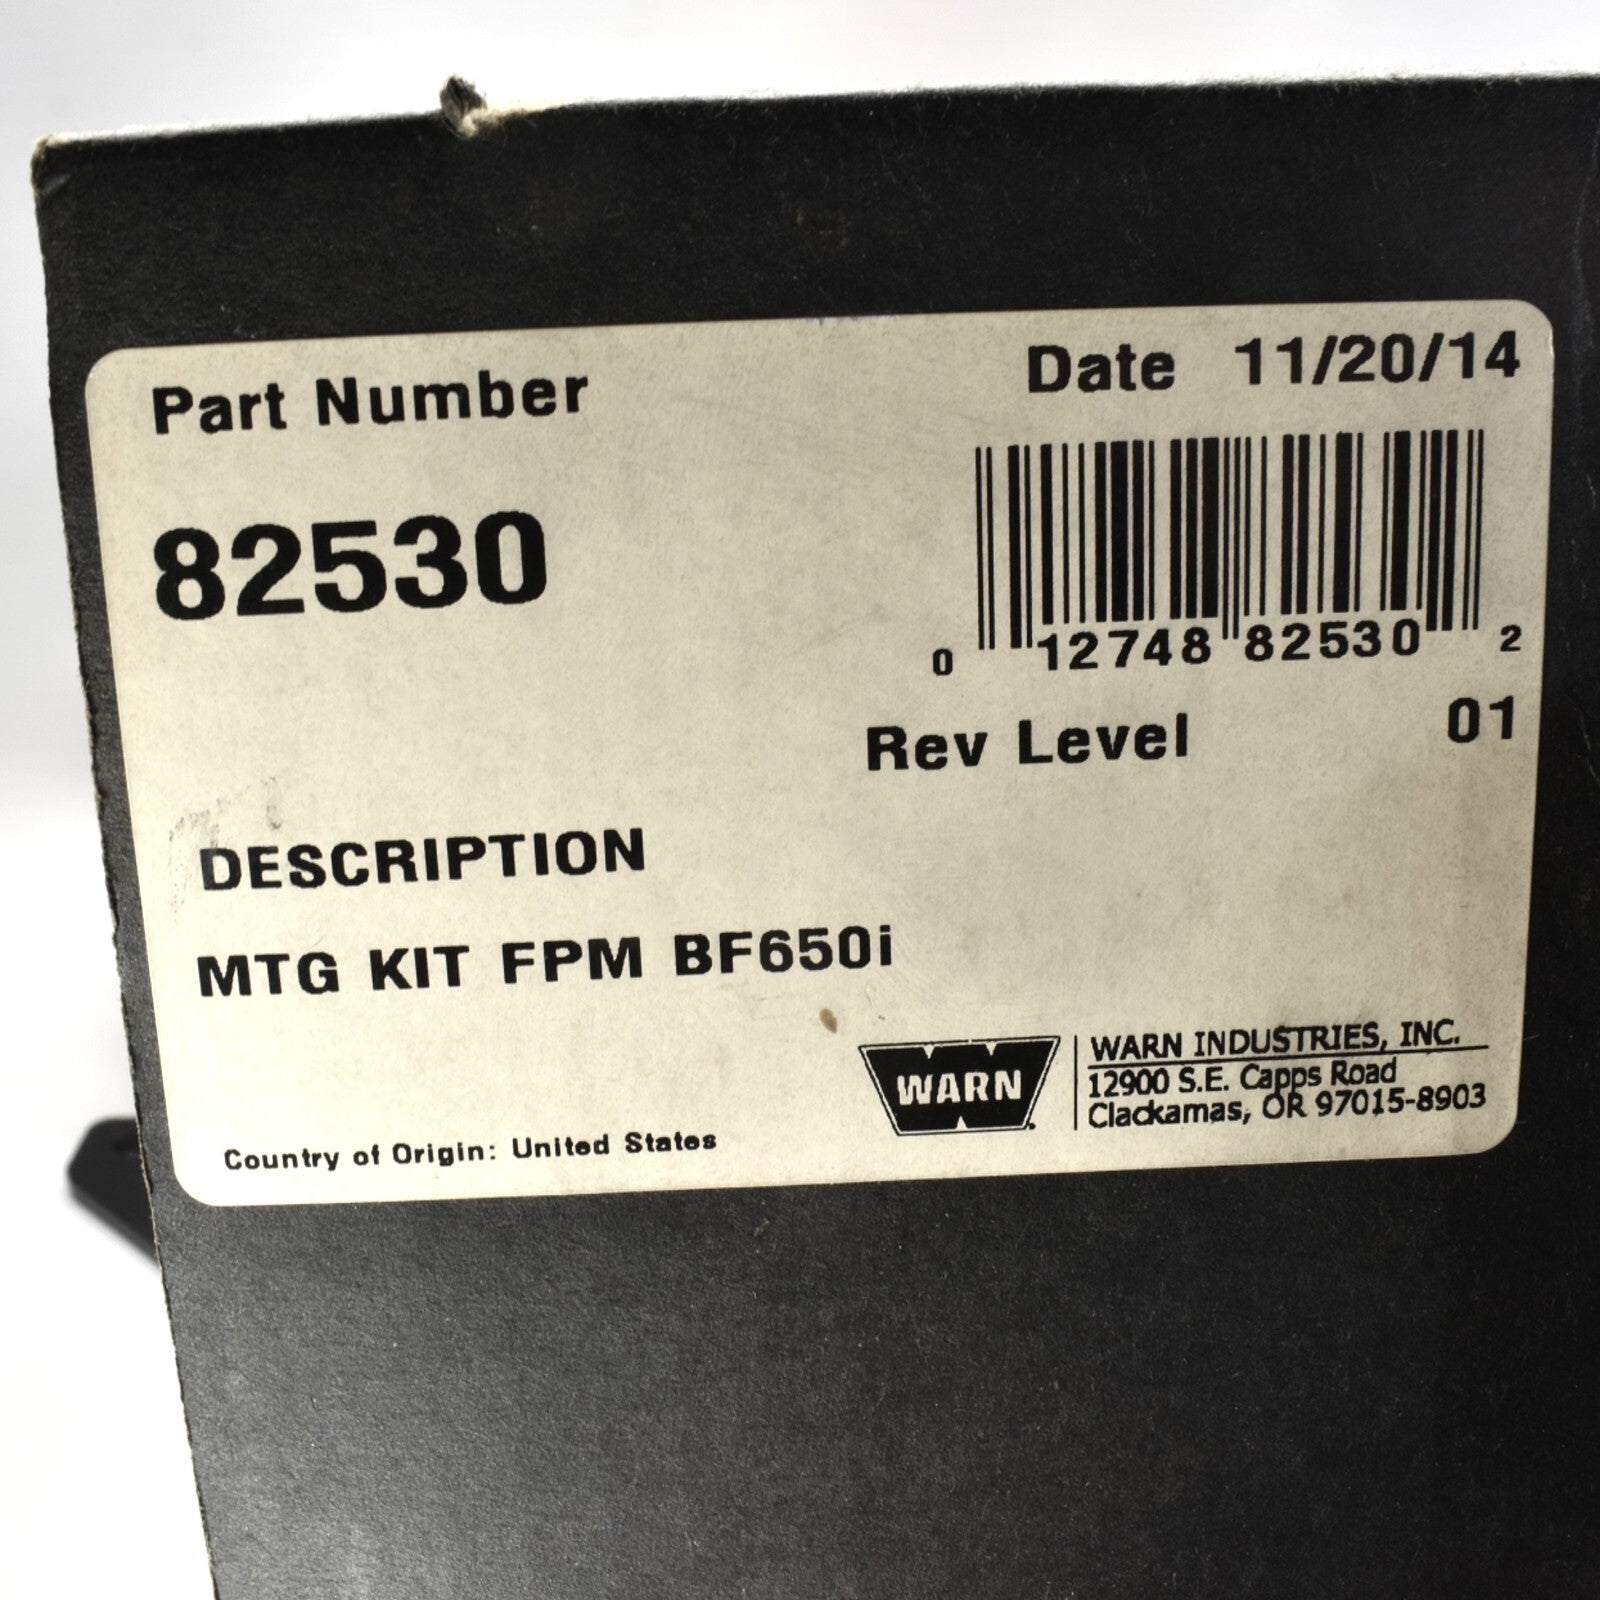 Part Number
Date 11/20/14
82530
0 12748 82530 2
Rev Level 01
DESCRIPTION
MTG KIT FPM BF650i
WARN
WARN INDUSTRIES, INC.
12900 S.E. Capps Road
Clackamas, OR 97015-8903
Country of Origin: United States